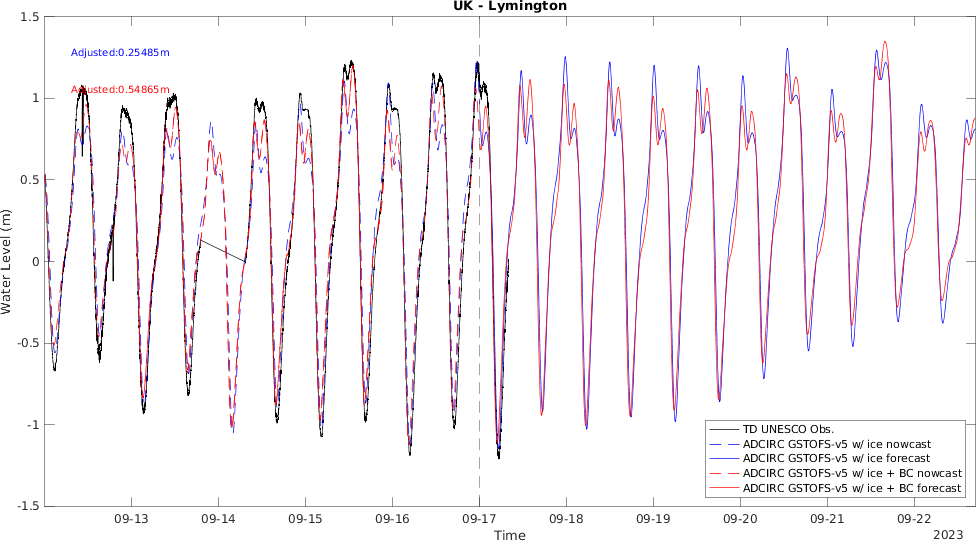 UK - Lymington
Adjusted:0.25485m
Adjusted:0.54865m
Water Level (m)
1.5
1
0.5
0
-0.5
-1
-1.5
TD UNESCO Obs.
ADCIRC GSTOFS-v5 w/ ice nowcast
ADCIRC GSTOFS-v5 w/ ice forecast
ADCIRC GSTOFS-v5 w/ ice + BC nowcast
ADCIRC GSTOFS-v5 w/ ice + BC forecast
09-13 09-14 09-15 09-16 09-17 09-18 09-19 09-20 09-21 09-22
Time
2023